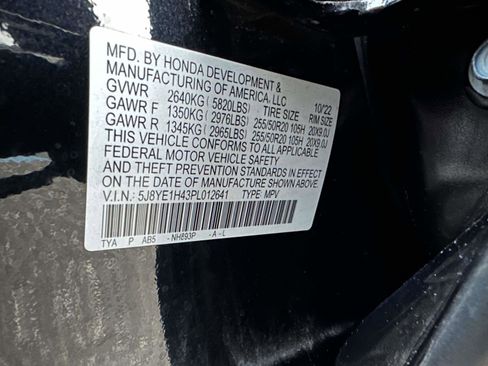 MFD. BY HONDA DEVELOPMENT &
MANUFACTURING OF AMERICA, LLC 10/22
GVWR 2640KG( 5820LBS) TIRE SIZE RIM SIZE
GAWR F 1350KG( 2976LBS) 255/50R20 105H 20X9.0J
GAWR R 1345KG( 2965LBS) 255/50R20 105H 20X9.0J
THIS VEHICLE CONFORMS TO ALL APPLICABLE
FEDERAL MOTOR VEHICLE SAFETY
AND THEFT PREVENTION STANDARDS IN EFFECT
ON THE DATE OF MANUFACTURE SHOWN ABOVE.
V.I.N.: 5J8YE1H43PL012641 TYPE: MPV
TYA P AB5 -NH893P -A-L